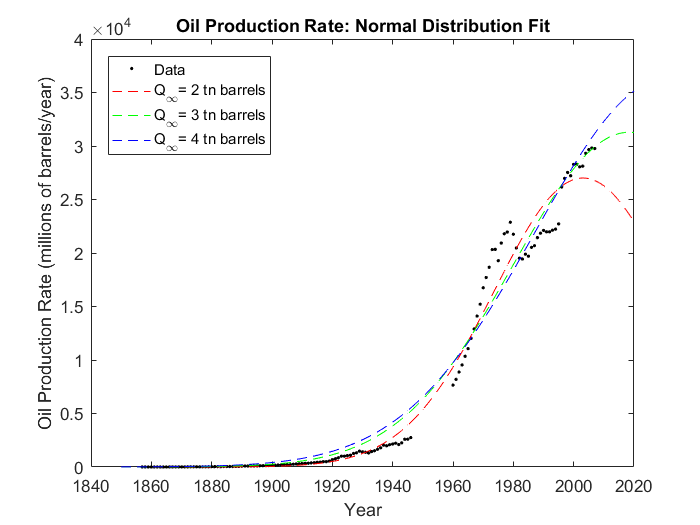 ×10⁴
Oil Production Rate: Normal Distribution Fit
4
3.5
3
2.5
2
1.5
1
0.5
0
Oil Production Rate (millions of barrels/year)
Data
Q∞= 2 tn barrels
Q∞= 3 tn barrels
Q∞= 4 tn barrels
1840 1860 1880 1900 1920 1940 1960 1980 2000 2020
Year